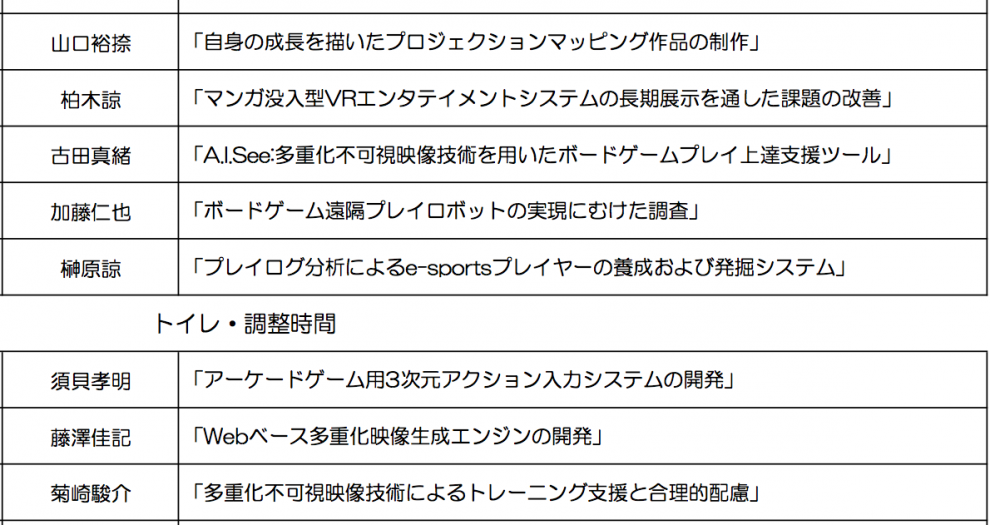 山口裕捺 「自身の成長を描いたプロジェクションマッピング作品の制作」
柏木諒 「マンガ没入型VRエンタテイメントシステムの長期展示を通した課題の改善」
古田真緒 「A.I.See:多重化不可視映像技術を用いたボードゲームプレイ上達支援ツール」
加藤仁也 「ボードゲーム遠隔プレイロボットの実現にむけた調査」
榊原諒 「プレイログ分析によるe-sportsプレイヤーの養成および発掘システム」
トイレ・調整時間
須貝孝明 「アーケードゲーム用3次元アクション入力システムの開発」
藤澤佳記 「Webベース多重化映像生成エンジンの開発」
菊崎駿介 「多重化不可視映像技術によるトレーニング支援と合理的配慮」